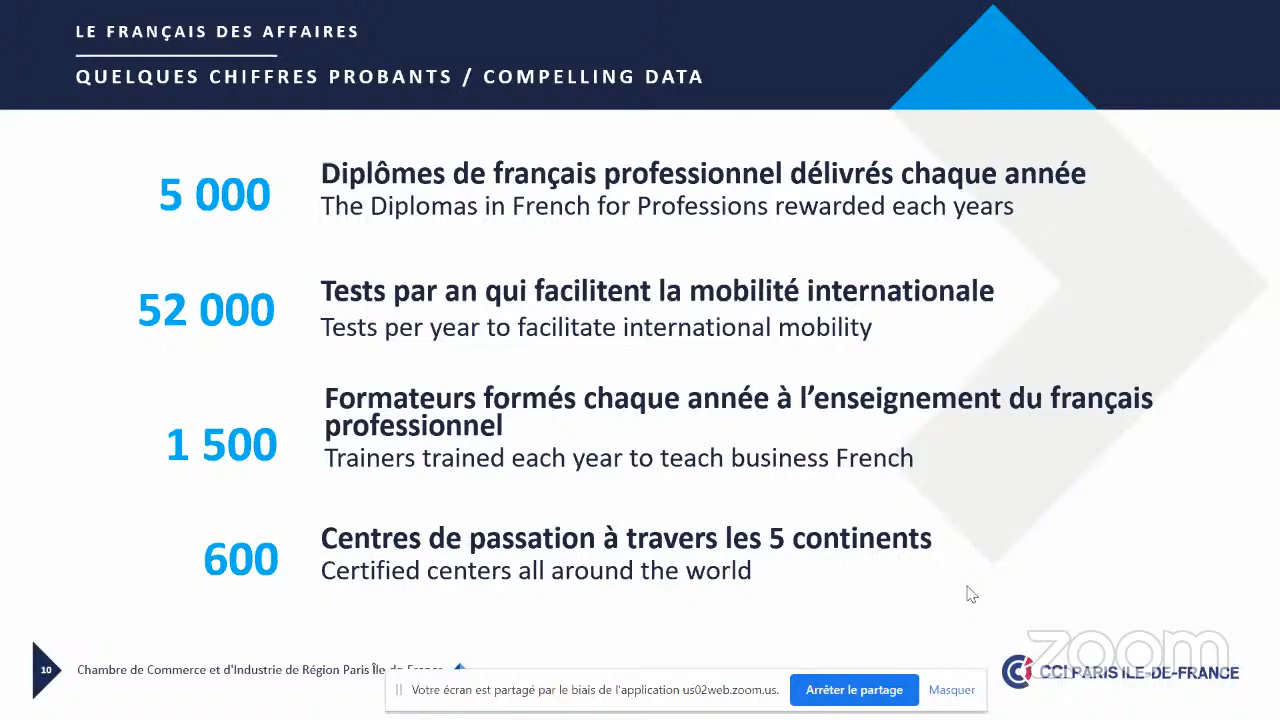 LE FRANÇAIS DES AFFAIRES
QUELQUES CHIFFRES PROBANTS / COMPELLING DATA
5 000
Diplômes de français professionnel délivrés chaque année
The Diplomas in French for Professions rewarded each years
52 000
Tests par an qui facilitent la mobilité internationale
Tests per year to facilitate international mobility
1 500
Formateurs formés chaque année à l’enseignement du français
professionnel
Trainers trained each year to teach business French
600
Centres de passation à travers les 5 continents
Certified centers all around the world
10
Chambre de Commerce et d'Industrie de Région Paris Île de France
Votre écran est partagé par le biais de l'application us02web.zoom.us.
Arrêter le partage
Masquer
zoom
CCI PARIS ILE-DE-FRANCE